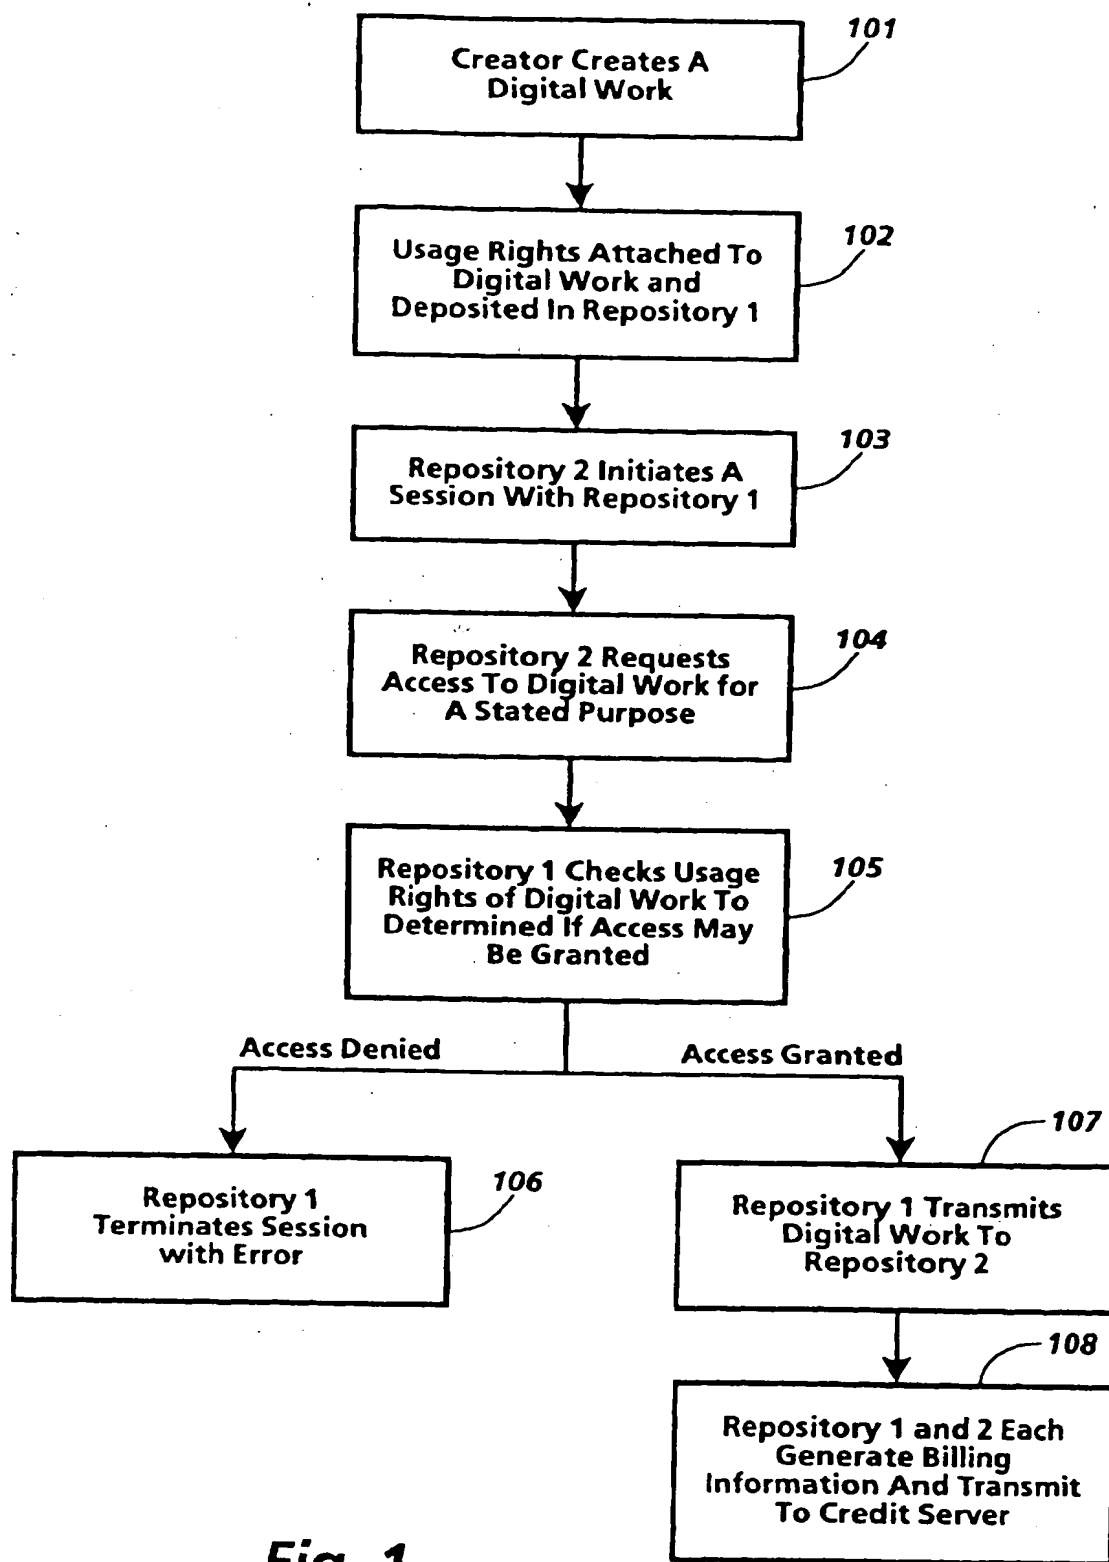 101
Creator Creates A
Digital Work
102
Usage Rights Attached To
Digital Work and
Deposited In Repository 1
103
Repository 2 Initiates A
Session With Repository 1
104
Repository 2 Requests
Access To Digital Work for
A Stated Purpose
105
Repository 1 Checks Usage
Rights of Digital Work To
Determined If Access May
Be Granted
Access Denied
Access Granted
106
Repository 1
Terminates Session
with Error
107
Repository 1 Transmits
Digital Work To
Repository 2
108
Repository 1 and 2 Each
Generate Billing
Information And Transmit
To Credit Server
Fig. 1